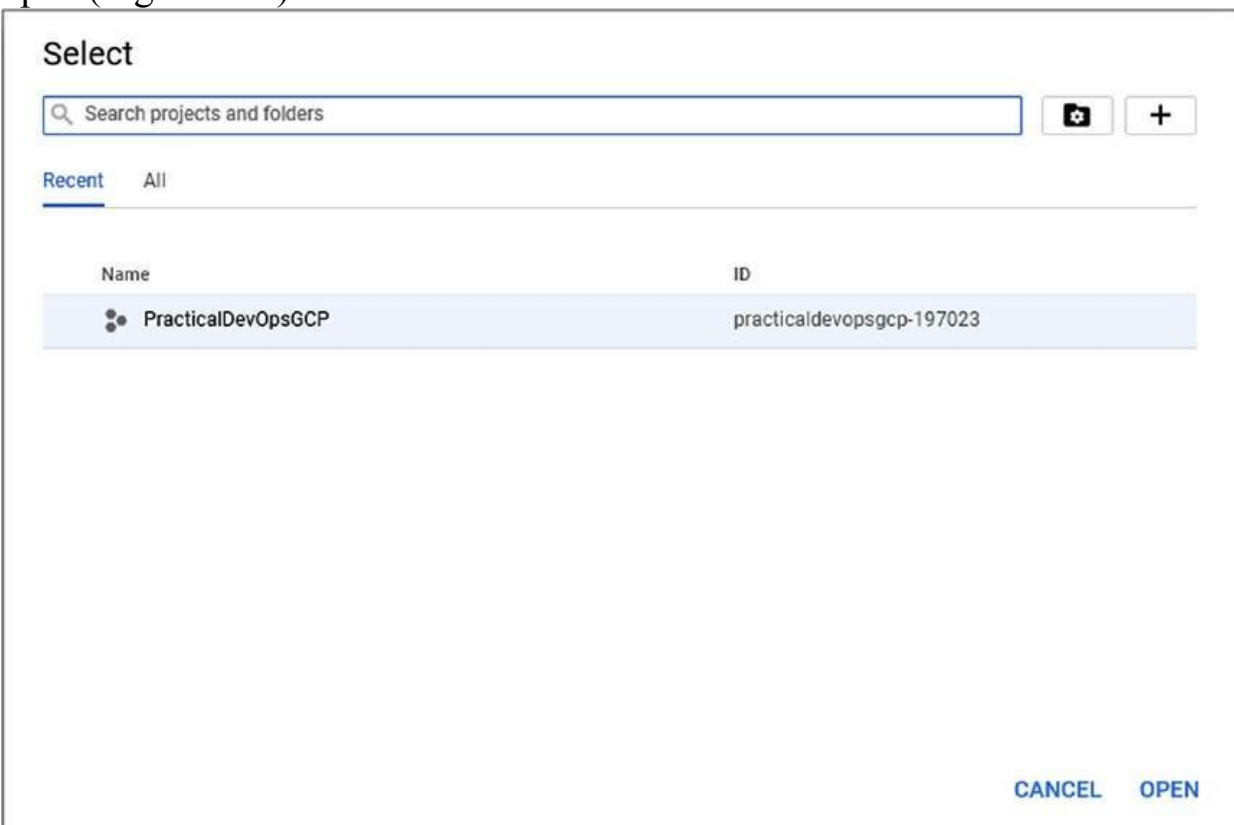 Select
Search projects and folders
+
Recent All
Name ID
PracticalDevOpsGCP practicaldevopsgcp-197023
CANCEL OPEN